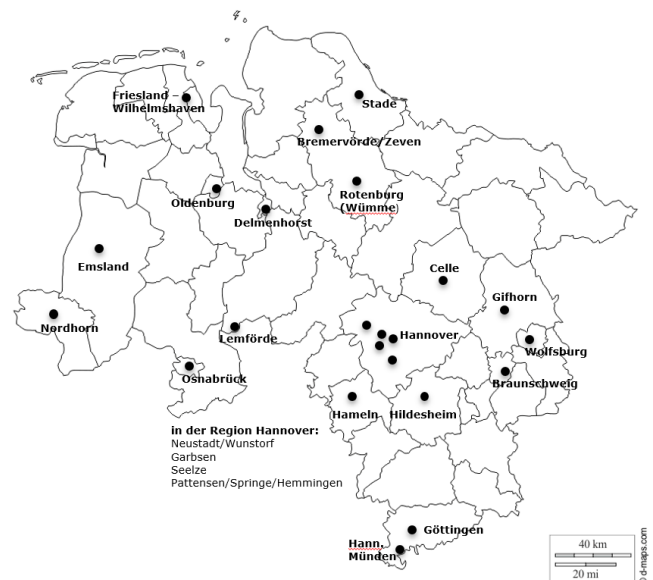 Friesland –
Wilhelmshaven
Stade
Bremervörde/Zeven
Oldenburg
Rotenburg
(Wümme)
Delmenhorst
Emsland
Celle
Gifhorn
Nordhorn
Lemförde
Hannover
Wolfsburg
Osnabrück
Braunschweig
Hameln
Hildesheim
in der Region Hannover:
Neustadt/Wunstorf
Garbsen
Seelze
Pattensen/Springe/Hemmingen
Göttingen
Hann.
Münden
40 km
20 mi
© d-maps.com